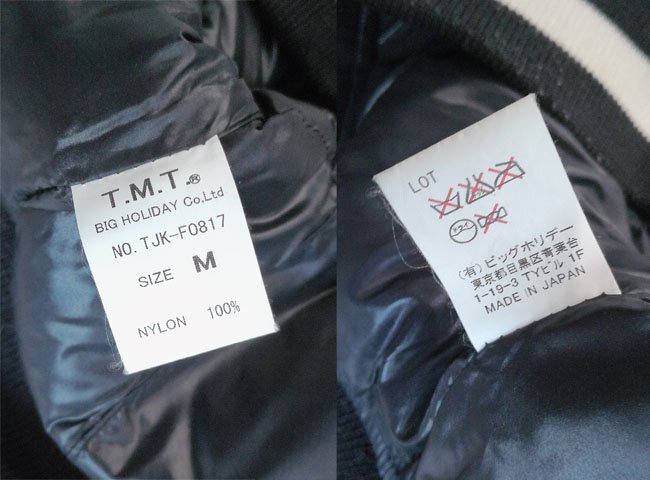 T.M.T.®
BIG HOLIDAY Co.Ltd
NO. TJK-F0817
SIZE M
NYLON 100%
LOT
(有)ビッグホリデー
東京都目黒区青葉台
1-19-3 TYビル 1F
MADE IN JAPAN